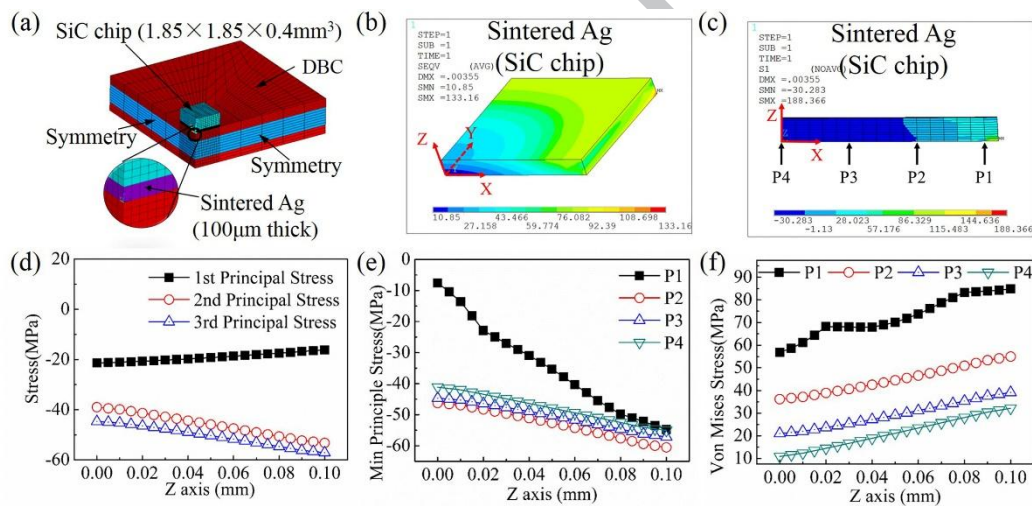 (a)
SiC chip (1.85×1.85×0.4mm³)
DBC
Symmetry
Symmetry
Sintered Ag
(100μm thick)
(b)
1
STEP=1
SUB =1
TIME=1
SEQV (AVG)
DMX =.00355
SMN =10.85
SMX =133.16
Sintered Ag
(SiC chip)
Z
Y
X
10.85 43.466 76.082 108.698
27.158 59.774 92.39 133.16
(c)
1
STEP=1
SUB =1
TIME=1
S1 (NOAVG)
DMX =.00355
SMN =-30.283
SMX =188.366
Sintered Ag
(SiC chip)
Z
X
P4 P3 P2 P1
-30.283 28.023 86.329 144.636
-1.13 57.176 115.483 188.366
(d)
20
0
-20
-40
-60
Stress(MPa)
1st Principal Stress
2nd Principal Stress
3rd Principal Stress
0.00 0.02 0.04 0.06 0.08 0.10
Z axis (mm)
(e)
0
-10
-20
-30
-40
-50
-60
Min Principle Stress(MPa)
P1
P2
P3
P4
0.00 0.02 0.04 0.06 0.08 0.10
Z axis (mm)
(f)
90
80
70
60
50
40
30
20
10
Von Mises Stress(MPa)
P1 P2 P3 P4
0.00 0.02 0.04 0.06 0.08 0.10
Z axis (mm)